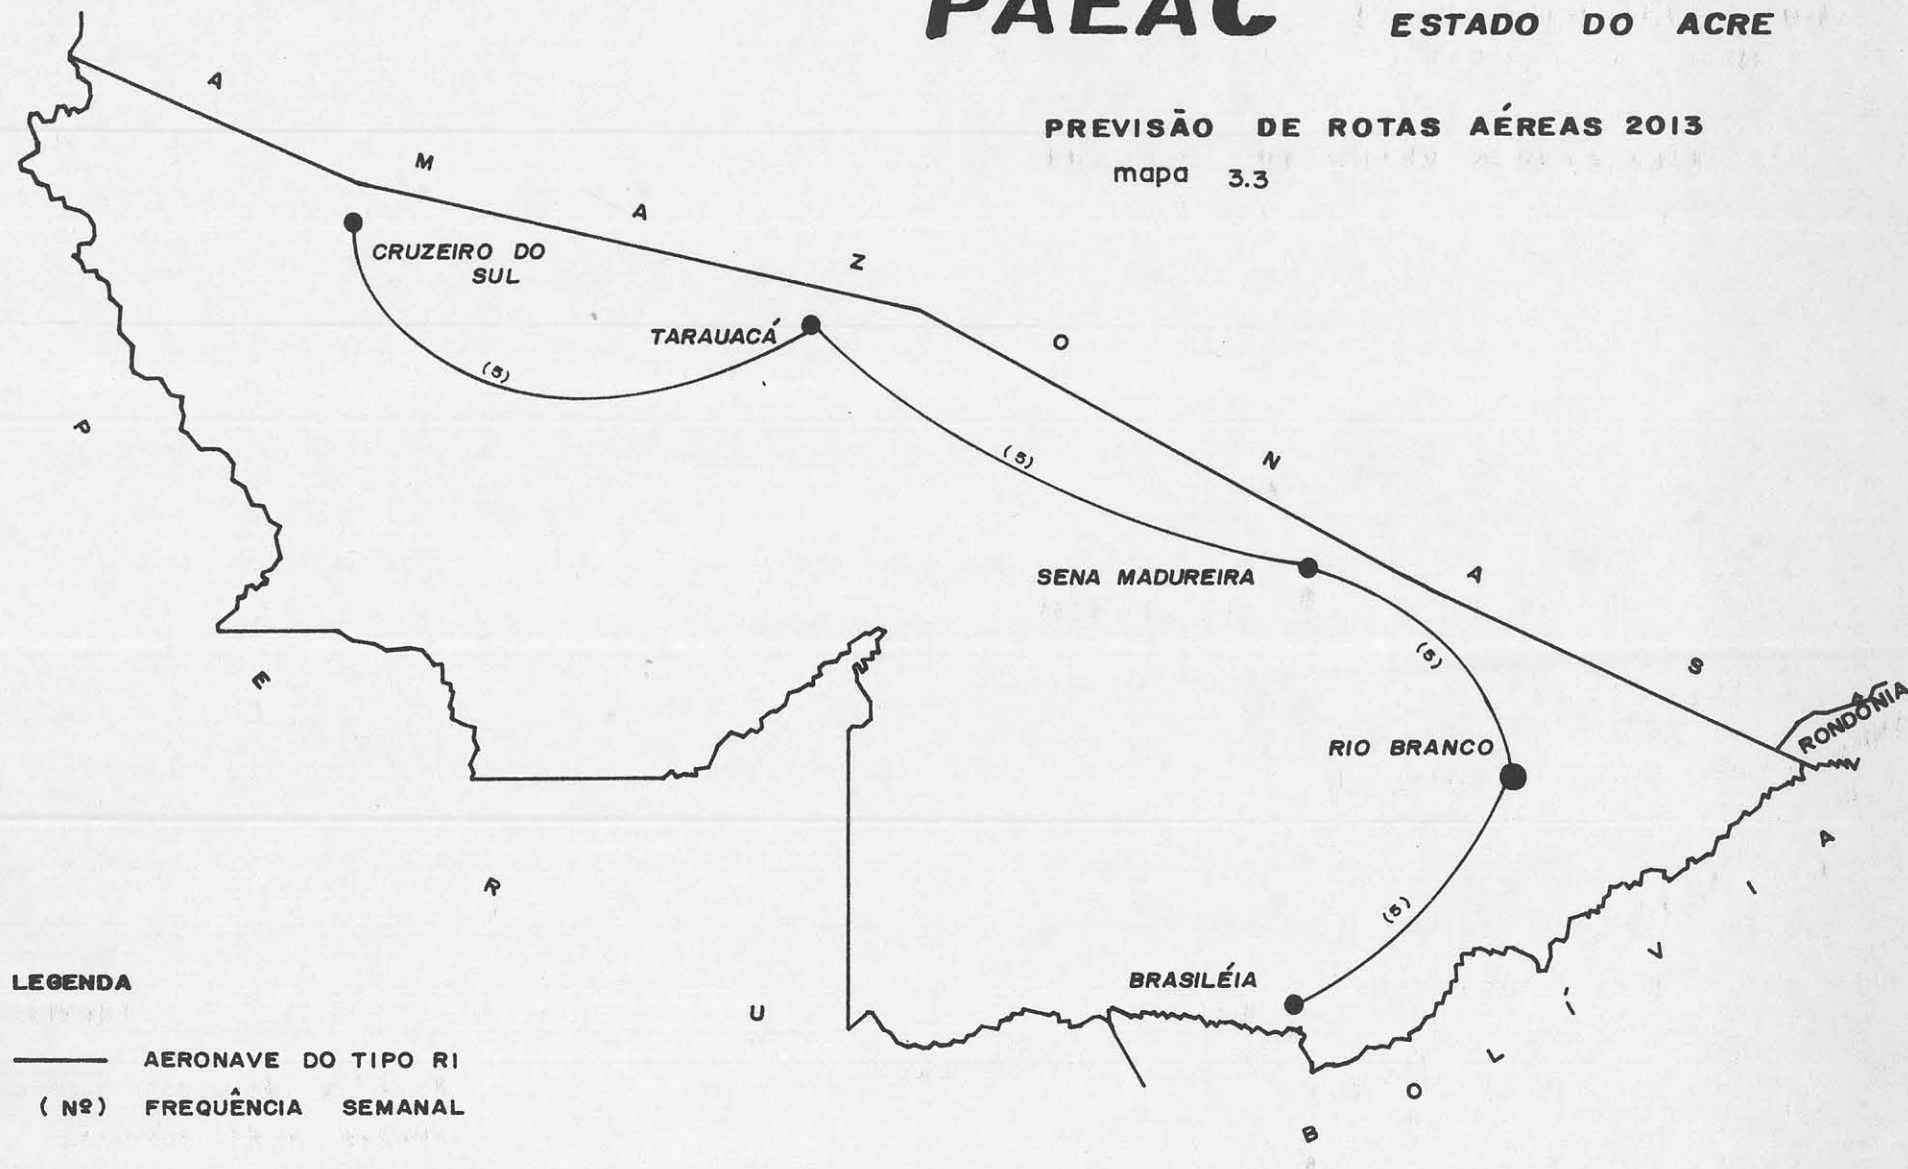 PAEAC ESTADO DO ACRE
PREVISÃO DE ROTAS AÉREAS 2013
mapa 3.3
A M A Z O N A S
CRUZEIRO DO
SUL
TARAUACÁ
(5)
(5)
SENA MADUREIRA
(5)
RIO BRANCO
RONDÔNIA
(5)
BRASILÉIA
P E R U
B O L Í V I A
LEGENDA
AERONAVE DO TIPO R1
(Nº) FREQUÊNCIA SEMANAL